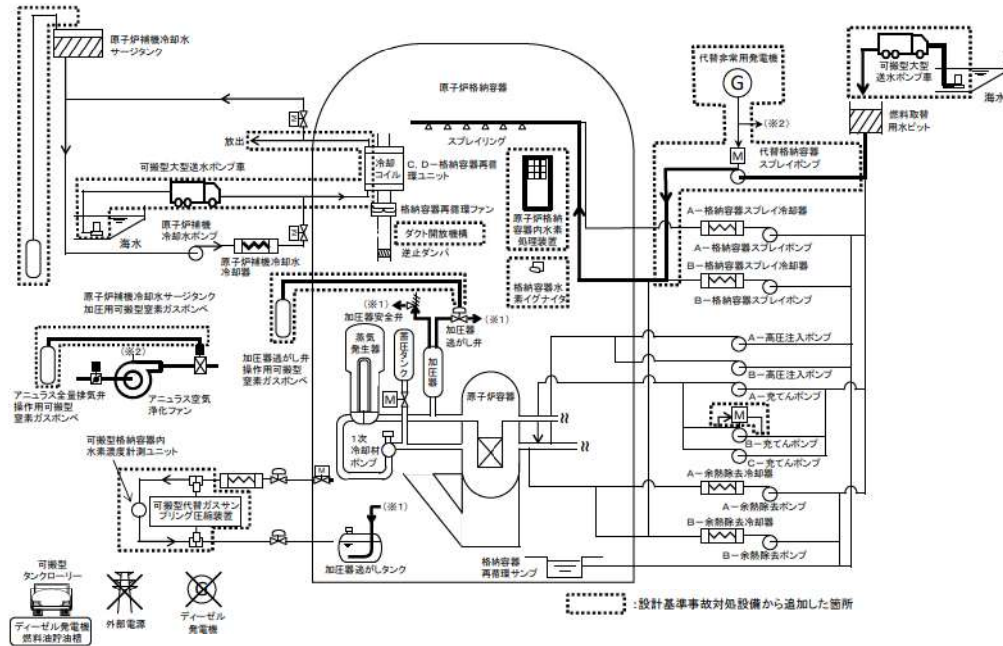 原子炉補機冷却水
サージタンク
原子炉格納容器
代替非常用発電機
G
(※2)
可搬型大型
送水ポンプ車
海水
燃料取替
用水ピット
M
放出
スプレイリング
冷却
コイル
C,D-格納容器再循
環ユニット
M
代替格納容器
スプレイポンプ
可搬型大型送水ポンプ車
格納容器再循環ファン
原子炉格納
容器内水素
処理装置
A-格納容器スプレイ冷却器
海水
原子炉補機
冷却水ポンプ
M
ダクト開放機構
逆止ダンパ
A-格納容器スプレイポンプ
原子炉補機冷却水
冷却器
格納容器水
素イグナイタ
B-格納容器スプレイ冷却器
B-格納容器スプレイポンプ
原子炉補機冷却水サージタンク
加圧用可搬型窒素ガスボンベ
(※1)
加圧器安全弁
(※1)
加圧器
逃がし弁
(※2)
蒸気
発生器
蓄圧タンク
加圧器
加圧器逃がし弁
操作用可搬型
窒素ガスボンベ
原子炉容器
A-高圧注入ポンプ
B-高圧注入ポンプ
A-充てんポンプ
アニュラス全量排気弁
操作用可搬型
窒素ガスボンベ
アニュラス空気
浄化ファン
M
M
B-充てんポンプ
C-充てんポンプ
可搬型格納容器内
水素濃度計測ユニット
1次
冷却材
ポンプ
M
A-余熱除去冷却器
A-余熱除去ポンプ
可搬型代替ガスサン
プリング圧縮装置
(※1)
B-余熱除去冷却器
B-余熱除去ポンプ
加圧器逃がしタンク
格納容器
再循環サンプ
可搬型
タンクローリー
ディーゼル発電機
燃料油貯油槽
外部電源
ディーゼル
発電機
:設計基準事故対処設備から追加した箇所